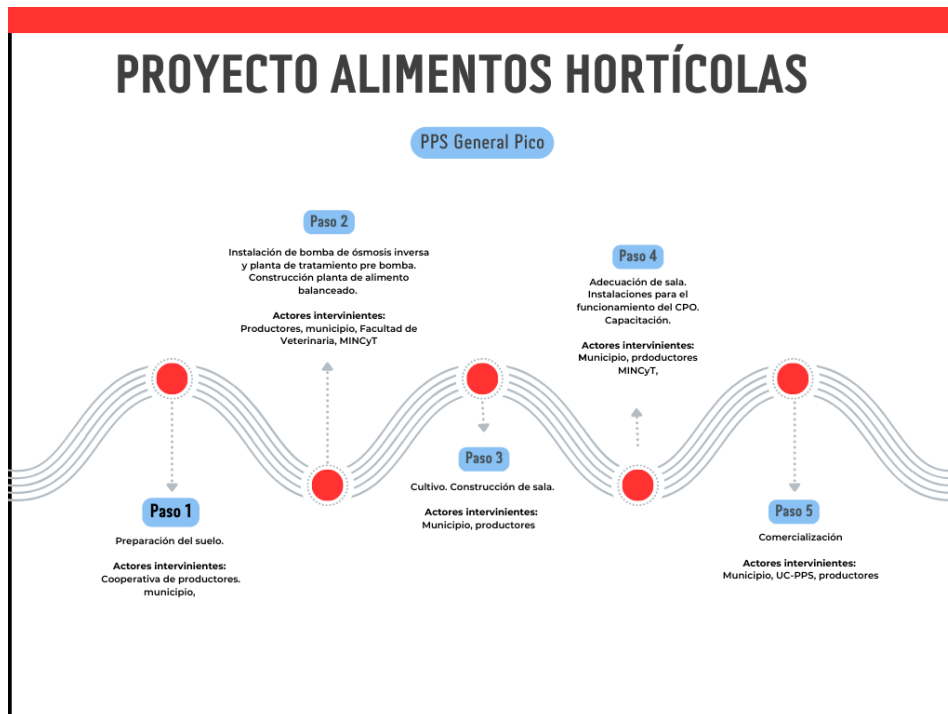 PROYECTO ALIMENTOS HORTÍCOLAS
PPS General Pico
Paso 1
Preparación del suelo.
Actores intervinientes:
Cooperativa de productores.
municipio,
Paso 2
Instalación de bomba de ósmosis inversa
y planta de tratamiento pre bomba.
Construcción planta de alimento
balanceado.
Actores intervinientes:
Productores, municipio, Facultad de
Veterinaria, MINCyT
Paso 3
Cultivo. Construcción de sala.
Actores intervinientes:
Municipio, productores
Paso 4
Adecuación de sala.
Instalaciones para el
funcionamiento del CPO.
Capacitación.
Actores intervinientes:
Municipio, prdoductores
MINCyT,
Paso 5
Comercialización
Actores intervinientes:
Municipio, UC-PPS, productores